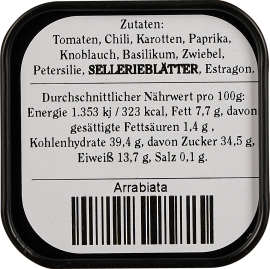 Zutaten:
Tomaten, Chili, Karotten, Paprika,
Knoblauch, Basilikum, Zwiebel,
Petersilie, SELLERIEBLÄTTER, Estragon.
Durchschnittlicher Nährwert pro 100g:
Energie 1.353 kj / 323 kcal, Fett 7,7 g, davon
gesättigte Fettsäuren 1,4 g ,
Kohlenhydrate 39,4 g, davon Zucker 34,5 g,
Eiweiß 13,7 g, Salz 0,1 g.
Arrabiata